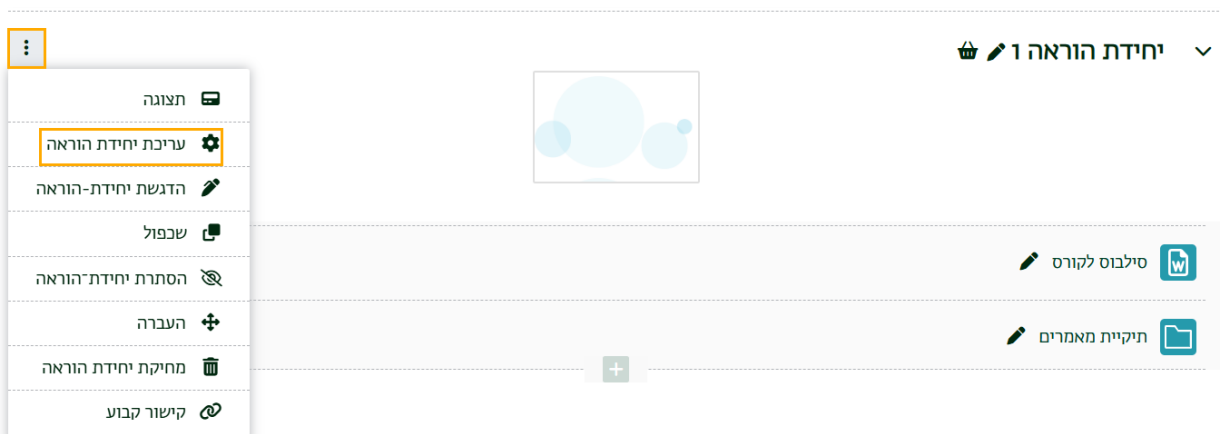 יחידת הוראה 1
תצוגה
עריכת יחידת הוראה
הדגשת יחידת-הוראה
שכפול
הסתרת יחידת־הוראה
העברה
מחיקת יחידת הוראה
קישור קבוע
סילבוס לקורס
תיקיית מאמרים